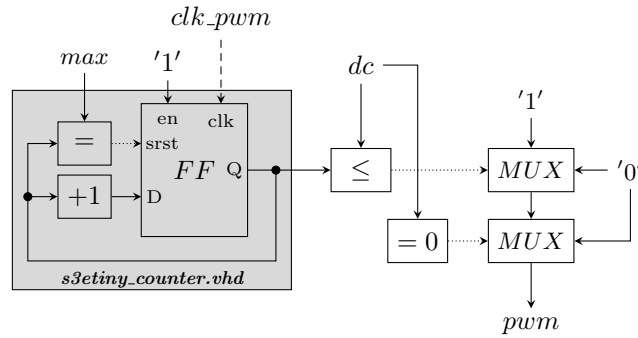 clk_pwm
max
'1'
dc
en
clk
'1'
=
srst
FF
Q
≤
MUX
'0'
+1
D
= 0
MUX
s3etiny_counter.vhd
pwm